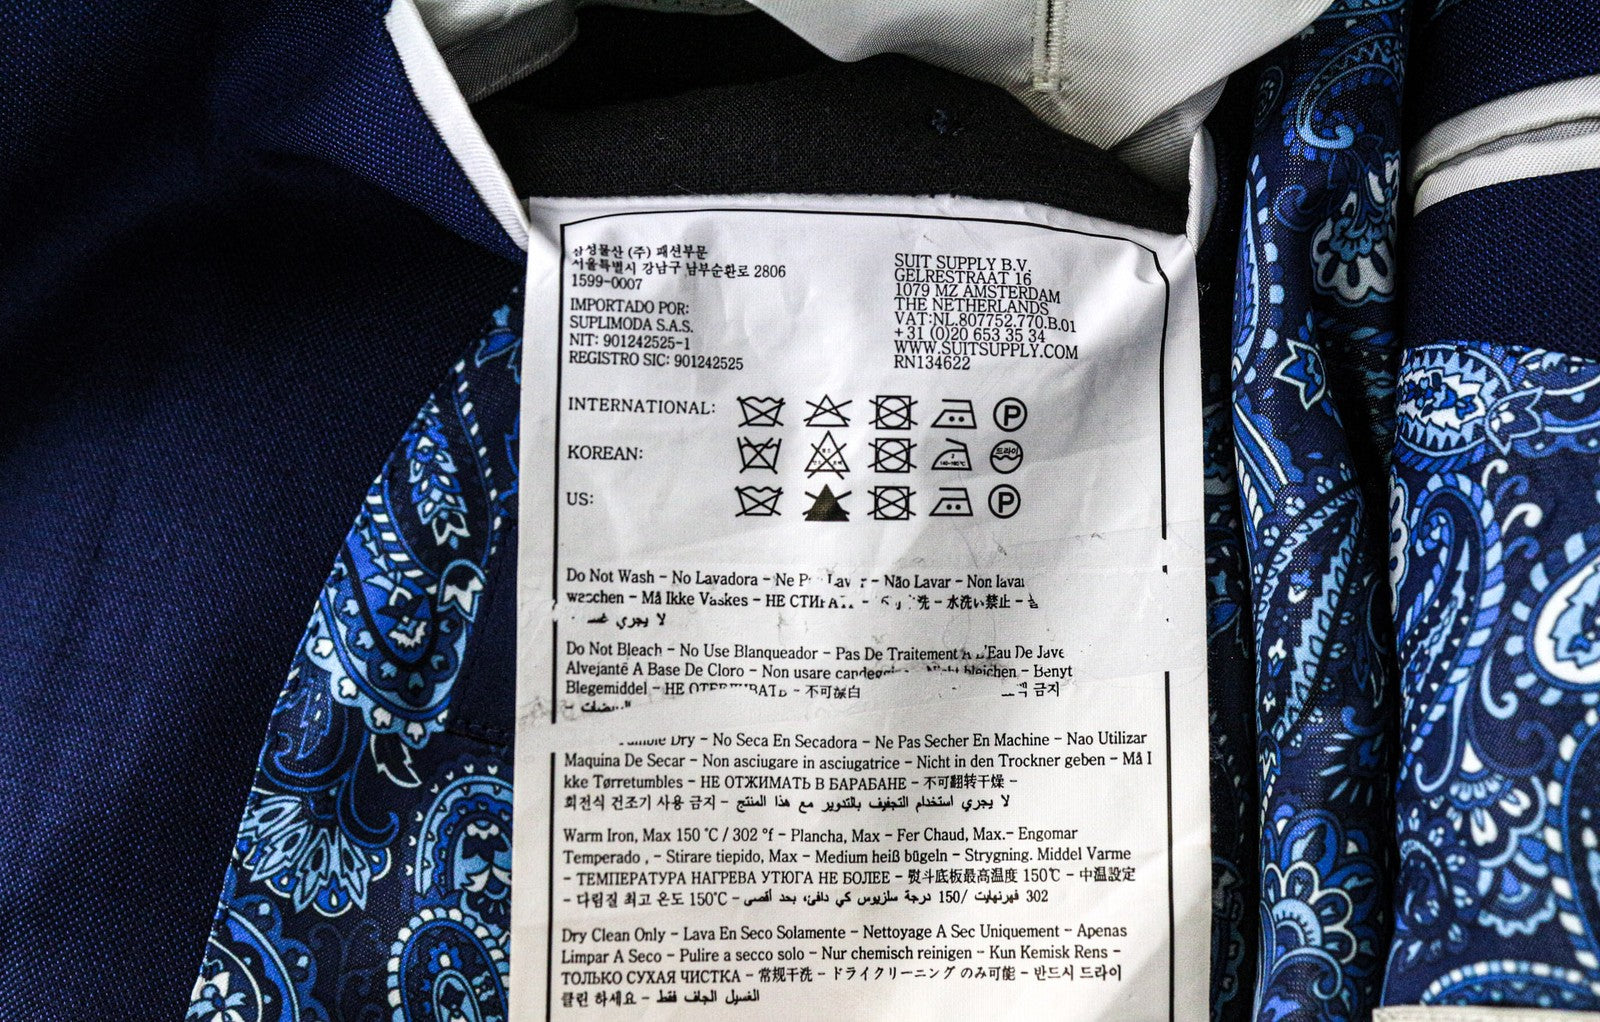 삼성물산 (주) 패션부문
서울특별시 강남구 남부순환로 2806
1599-0007
IMPORTADO POR:
SUPLIMODA S.A.S.
NIT: 901242525-1
REGISTRO SIC: 901242525
SUIT SUPPLY B.V.
GELRESTRAAT 16
1079 MZ AMSTERDAM
THE NETHERLANDS
VAT:NL.807752.770.B.01
+31 (0)20 653 35 34
WWW.SUITSUPPLY.COM
RN134622
INTERNATIONAL: P
KOREAN: 드라이
US: P
Do Not Wash - No Lavadora - Ne - Não Lavar - Non lavar
- Må Ikke Vaskes - НЕ - 水洗い禁止 -
لا يجري
Do Not Bleach - No Use Blanqueador - Pas De Traitement D'Eau De Jave
Alvejante A Base De Cloro - Non usare - Nicht bleichen - Benyt
Blegemiddel - НЕ - 不可 금지
Dry - No Seca En Secadora - Ne Pas Secher En Machine - Nao Utilizar
Maquina De Secar - Non asciugare in asciugatrice - Nicht in den Trockner geben - Må I
kke Tørretumbles - НЕ ОТЖИМАТЬ В БАРАБАНЕ - 不可翻转干燥 -
회전식 건조기 사용 금지 - لا يجري استخدام التجفيف بالتدوير مع هذا المنتج
Warm Iron, Max 150 °C / 302 °f - Plancha, Max - Fer Chaud, Max.- Engomar
Temperado , - Stirare tiepido, Max - Medium heiß bügeln - Strygning. Middel Varme
- ТЕМПЕРАТУРА НАГРЕВА УТЮГА НЕ БОЛЕЕ - 熨斗底板最高温度 150℃ - 中温設定
- 다림질 최고 온도 150℃ - 302 فهرنهايت /150 درجة سلزيوس كي دافئ، بحد أقصى
Dry Clean Only - Lava En Seco Solamente - Nettoyage A Sec Uniquement - Apenas
Limpar A Seco - Pulire a secco solo - Nur chemisch reinigen - Kun Kemisk Rens -
ТОЛЬКО СУХАЯ ЧИСТКА - 常规干洗 - ドライクリーニング のみ可能 - 반드시 드라이
클린 하세요 - الغسيل الجاف فقط